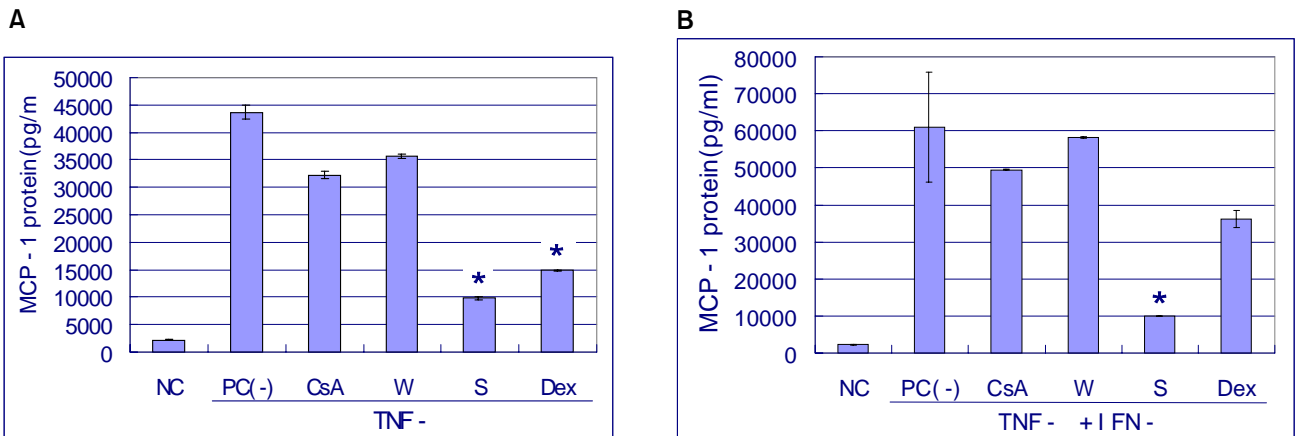 A
MCP - 1 protein(pg/m
50000
45000
40000
35000
30000
25000
20000
15000
10000
5000
0
*
*
NC PC(-) CsA W S Dex
TNF -
B
MCP - 1 protein(pg/ml)
80000
70000
60000
50000
40000
30000
20000
10000
0
*
NC PC(-) CsA W S Dex
TNF - + I FN -